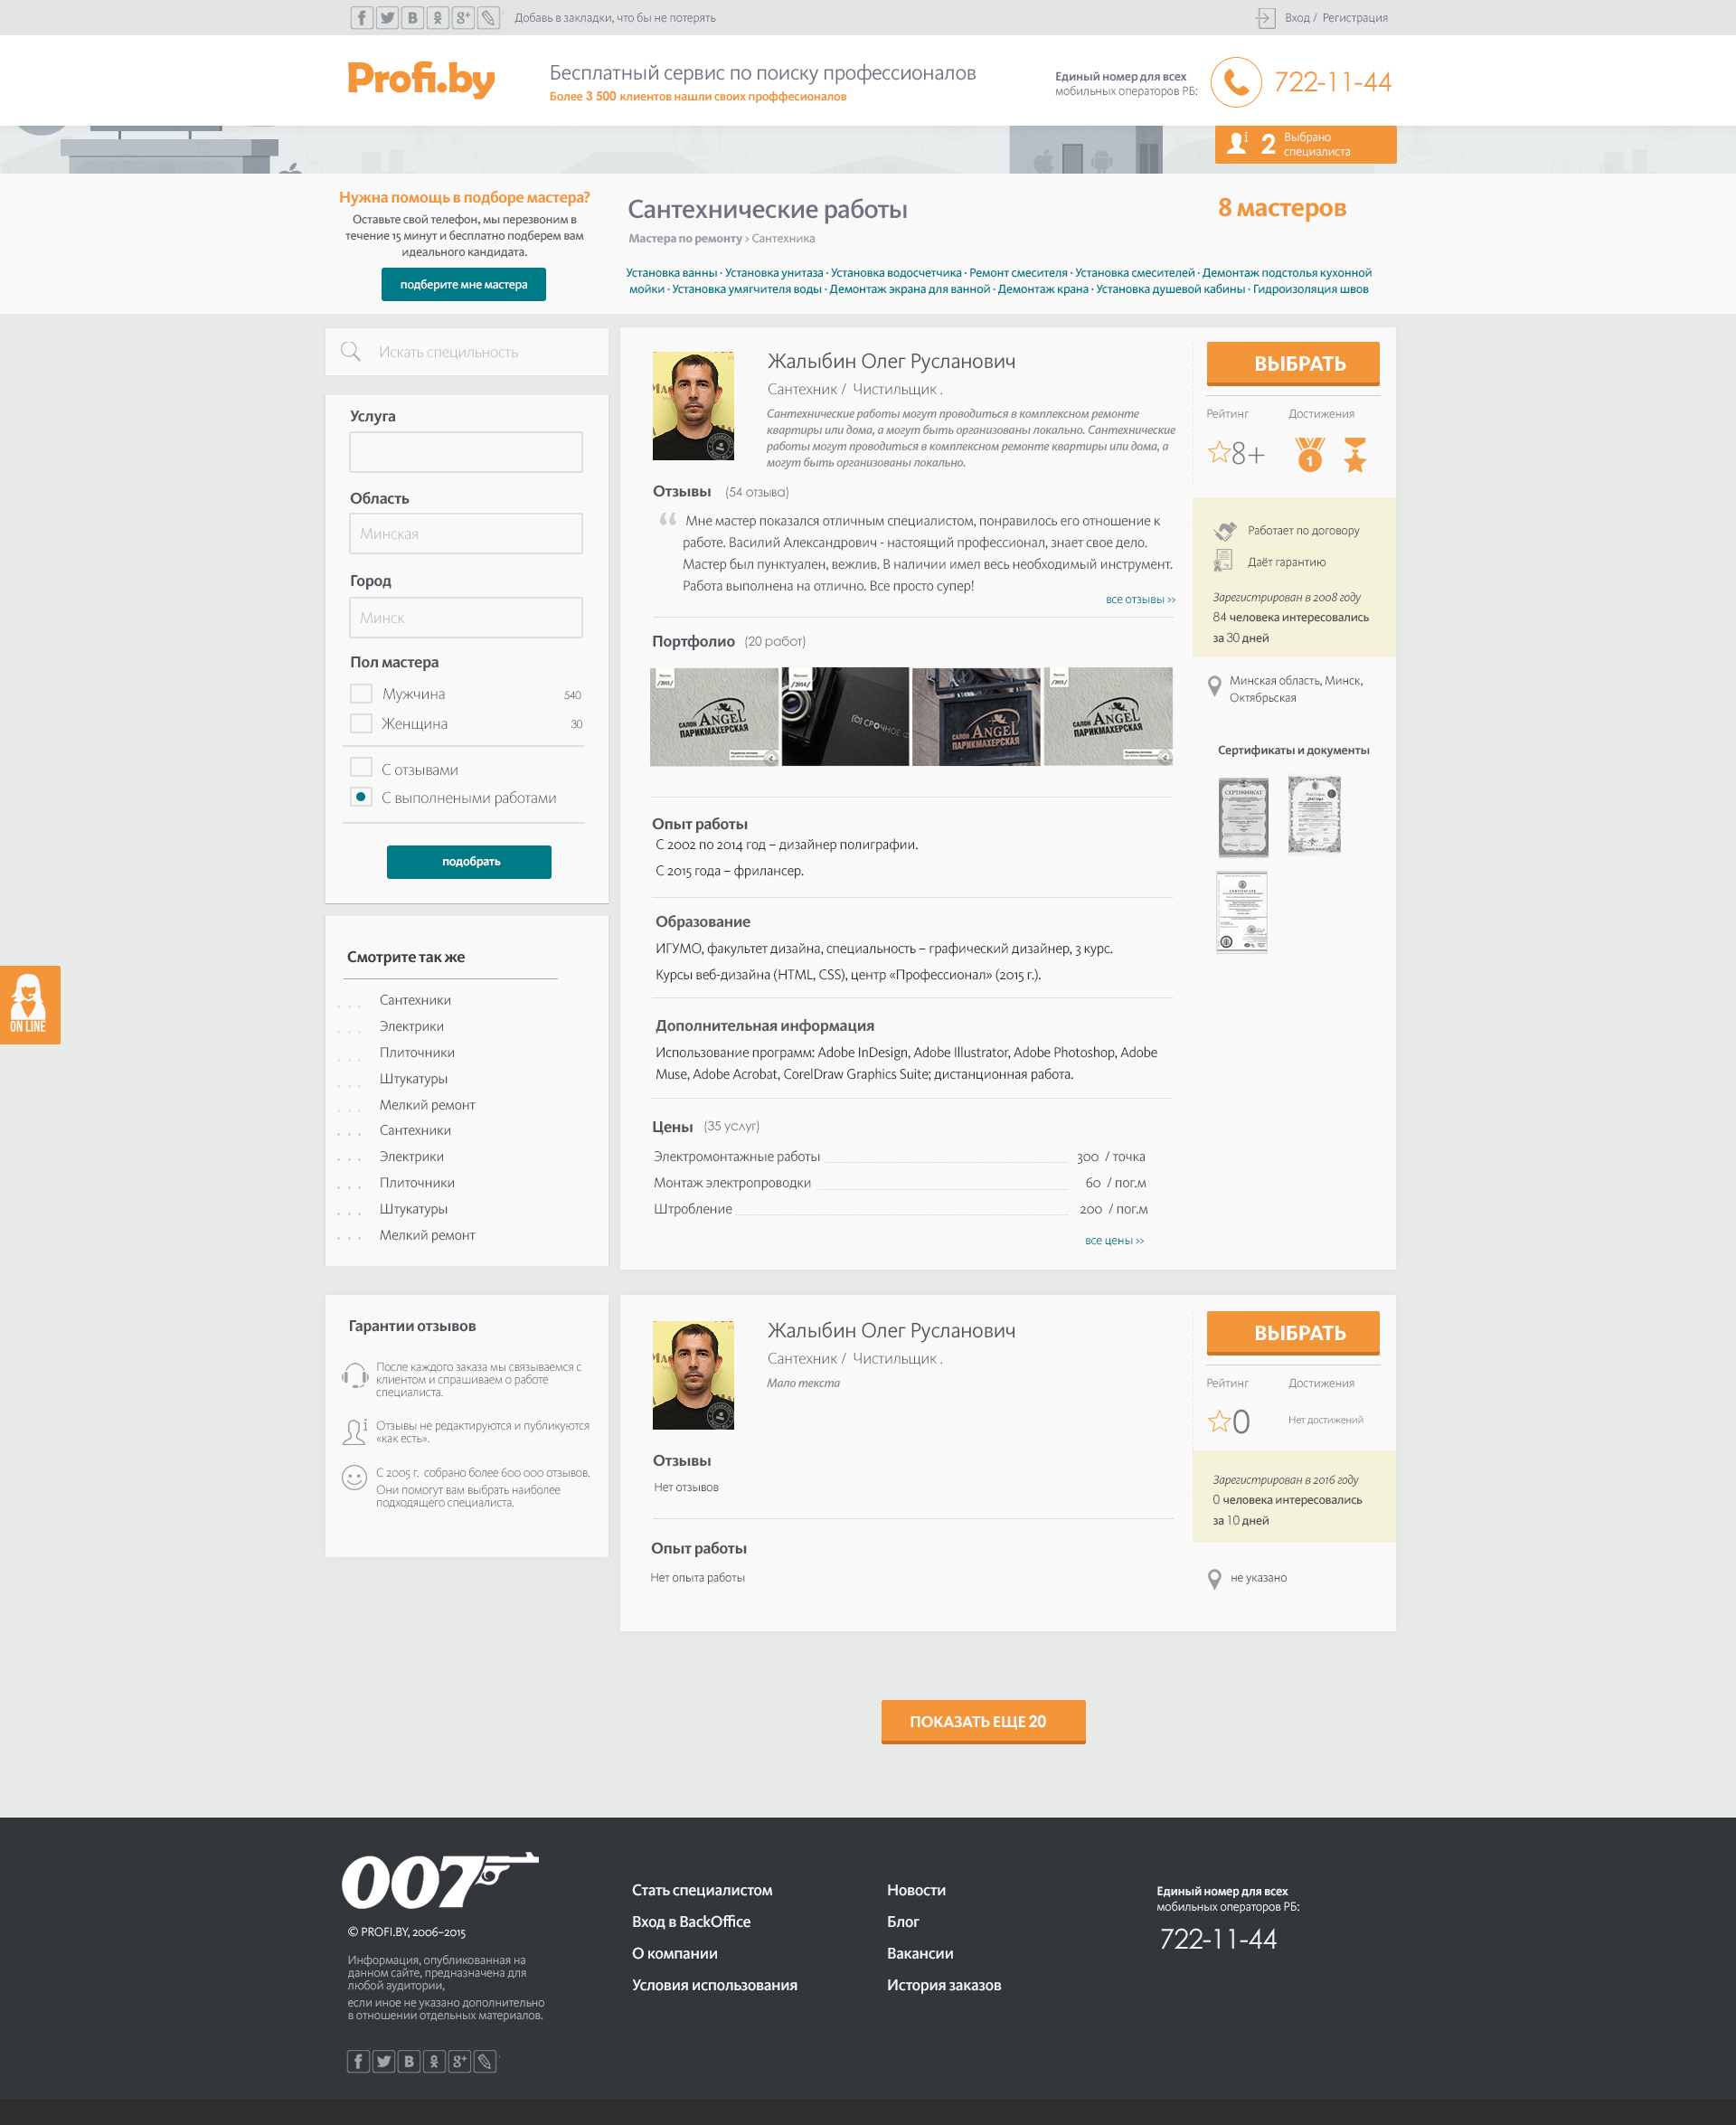 Добавь в закладки, что бы не потерять
Вход / Регистрация
Profi.by
Бесплатный сервис по поиску профессионалов
Более 3 500 клиентов нашли своих проффесионалов
Единый номер для всех
мобильных операторов РБ:
722-11-44
2 Выбрано
специалиста
Нужна помощь в подборе мастера?
Оставьте свой телефон, мы перезвоним в
течение 15 минут и бесплатно подберем вам
идеального кандидата.
подберите мне мастера
Сантехнические работы
8 мастеров
Мастера по ремонту › Сантехника
Установка ванны · Установка унитаза · Установка водосчетчика · Ремонт смесителя · Установка смесителей · Демонтаж подстолья кухонной
мойки · Установка умягчителя воды · Демонтаж экрана для ванной · Демонтаж крана · Установка душевой кабины · Гидроизоляция швов
Искать специльность
Услуга
Область
Минская
Город
Минск
Пол мастера
Мужчина 540
Женщина 30
С отзывами
С выполнеными работами
подобрать
Смотрите так же
Сантехники
Электрики
Плиточники
Штукатуры
Мелкий ремонт
Сантехники
Электрики
Плиточники
Штукатуры
Мелкий ремонт
ON LINE
Гарантии отзывов
После каждого заказа мы связываемся с
клиентом и спрашиваем о работе
специалиста.
Отзывы не редактируются и публикуются
«как есть».
С 2005 г. собрано более 600 000 отзывов.
Они помогут вам выбрать наиболее
подходящего специалиста.
Жалыбин Олег Русланович
Сантехник / Чистильщик .
Сантехнические работы могут проводиться в комплексном ремонте
квартиры или дома, а могут быть организованы локально. Сантехнические
работы могут проводиться в комплексном ремонте квартиры или дома, а
могут быть организованы локально.
Отзывы (54 отзыва)
“ Мне мастер показался отличным специалистом, понравилось его отношение к
работе. Василий Александрович - настоящий профессионал, знает свое дело.
Мастер был пунктуален, вежлив. В наличии имел весь необходимый инструмент.
Работа выполнена на отлично. Все просто супер!
все отзывы >>
Портфолио (20 работ)
САЛОН ANGEL
ПАРИКМАХЕРСКАЯ
СРОЧНОЕ
САЛОН ANGEL
ПАРИКМАХЕРСКАЯ
САЛОН ANGEL
ПАРИКМАХЕРСКАЯ
Опыт работы
С 2002 по 2014 год – дизайнер полиграфии.
С 2015 года – фрилансер.
Образование
ИГУМО, факультет дизайна, специальность – графический дизайнер, 3 курс.
Курсы веб-дизайна (HTML, CSS), центр «Профессионал» (2015 г.).
Дополнительная информация
Использование программ: Adobe InDesign, Adobe Illustrator, Adobe Photoshop, Adobe
Muse, Adobe Acrobat, CorelDraw Graphics Suite; дистанционная работа.
Цены (35 услуг)
Электромонтажные работы 300 / точка
Монтаж электропроводки 60 / пог.м
Штробление 200 / пог.м
все цены >>
ВЫБРАТЬ
Рейтинг Достижения
8+ 1
Работает по договору
Даёт гарантию
Зарегистрирован в 2008 году
84 человека интересовались
за 30 дней
Минская область, Минск,
Октябрьская
Сертификаты и документы
СЕРТИФИКАТ
Жалыбин Олег Русланович
Сантехник / Чистильщик .
Мало текста
Отзывы
Нет отзывов
Опыт работы
Нет опыта работы
ВЫБРАТЬ
Рейтинг Достижения
0 Нет достижений
Зарегистрирован в 2016 году
0 человека интересовались
за 10 дней
не указано
ПОКАЗАТЬ ЕЩЕ 20
007
© PROFI.BY, 2006–2015
Информация, опубликованная на
данном сайте, предназначена для
любой аудитории,
если иное не указано дополнительно
в отношении отдельных материалов.
Стать специалистом
Вход в BackOffice
О компании
Условия использования
Новости
Блог
Вакансии
История заказов
Единый номер для всех
мобильных операторов РБ:
722-11-44